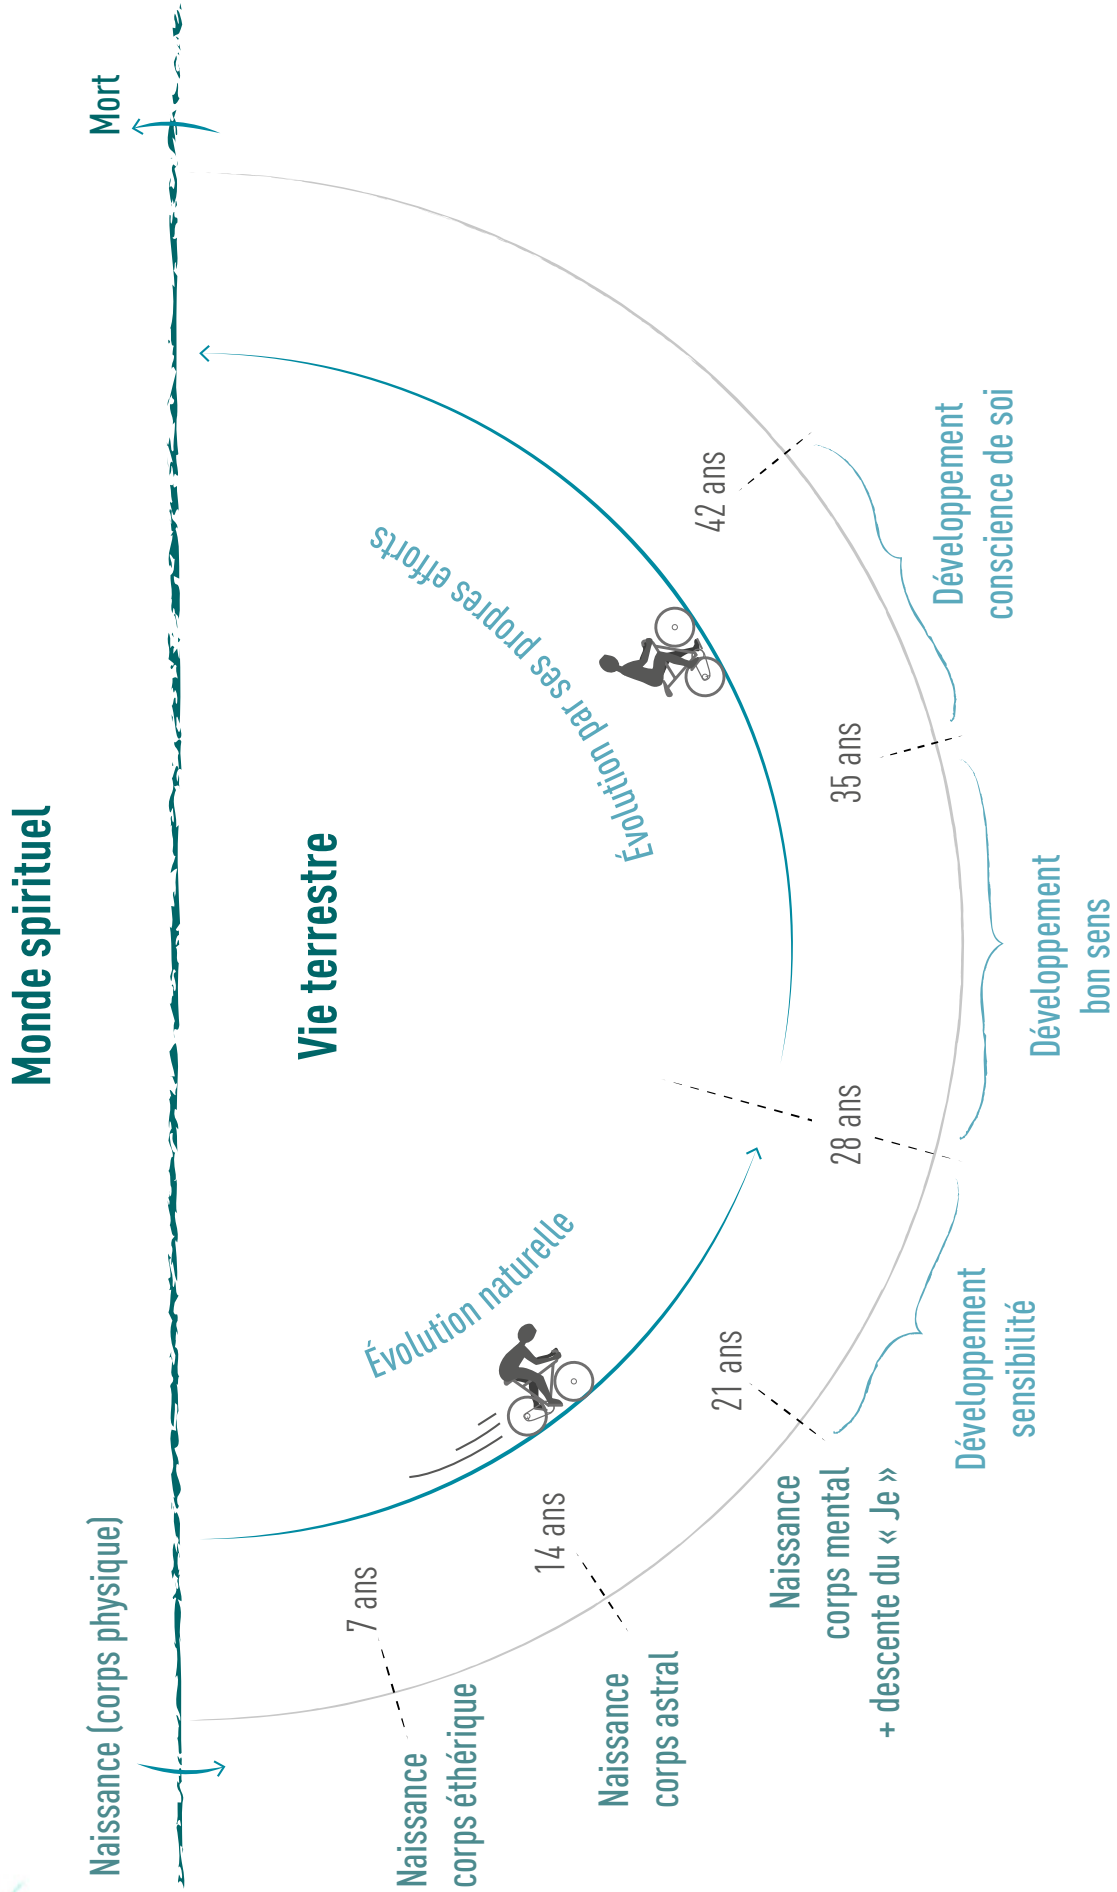 Monde spirituel
Naissance (corps physique)
Mort
Vie terrestre
Évolution naturelle
Évolution par ses propres efforts
7 ans
Naissance
corps éthérique
14 ans
Naissance
corps astral
21 ans
Naissance
corps mental
+ descente du « Je »
Développement
sensibilité
28 ans
Développement
bon sens
35 ans
Développement
conscience de soi
42 ans